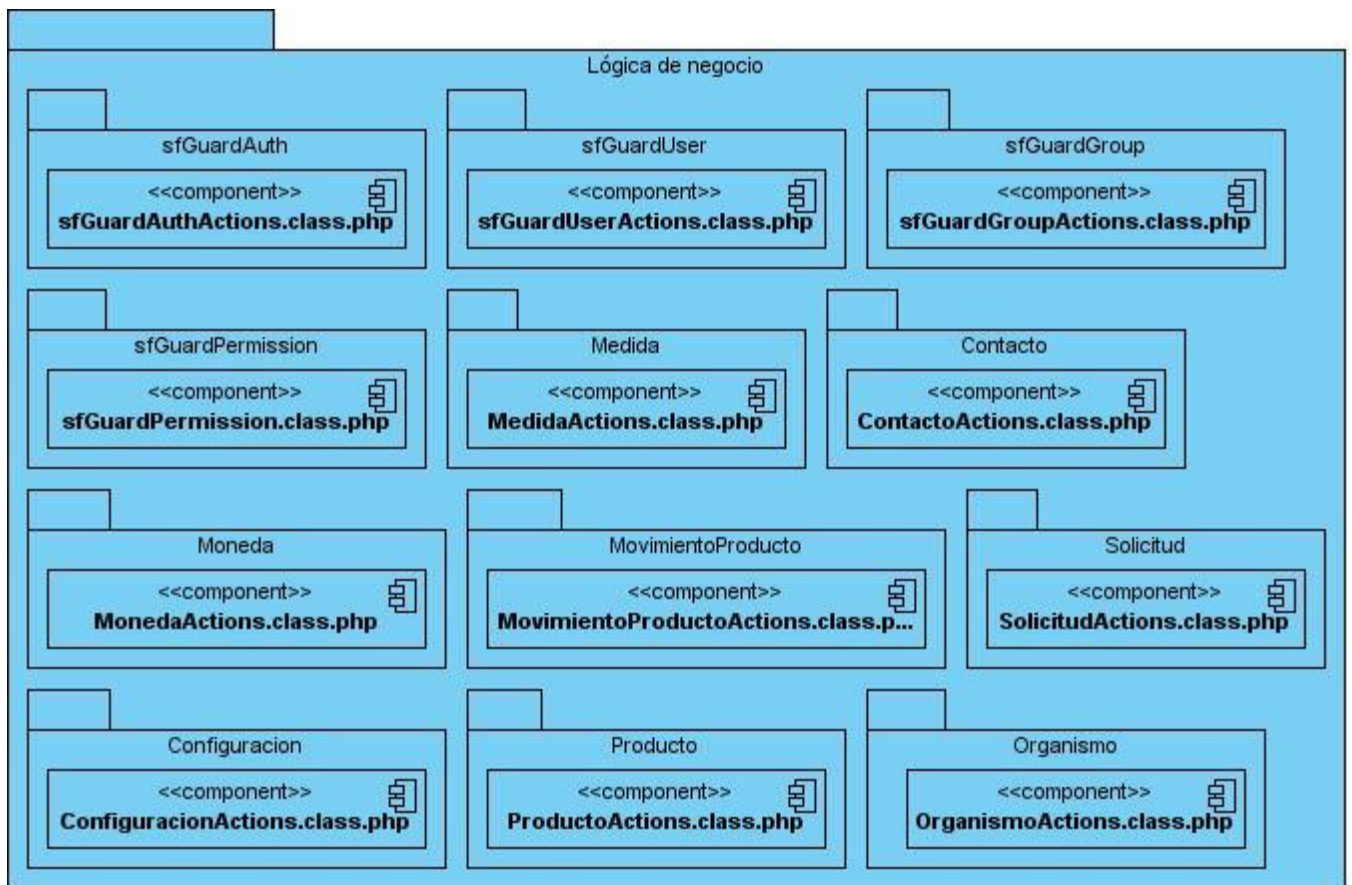 Lógica de negocio
sfGuardAuth
<<component>>
sfGuardAuthActions.class.php
sfGuardUser
<<component>>
sfGuardUserActions.class.php
sfGuardGroup
<<component>>
sfGuardGroupActions.class.php
sfGuardPermission
<<component>>
sfGuardPermission.class.php
Medida
<<component>>
MedidaActions.class.php
Contacto
<<component>>
ContactoActions.class.php
Moneda
<<component>>
MonedaActions.class.php
MovimientoProducto
<<component>>
MovimientoProductoActions.class.p...
Solicitud
<<component>>
SolicitudActions.class.php
Configuracion
<<component>>
ConfiguracionActions.class.php
Producto
<<component>>
ProductoActions.class.php
Organismo
<<component>>
OrganismoActions.class.php